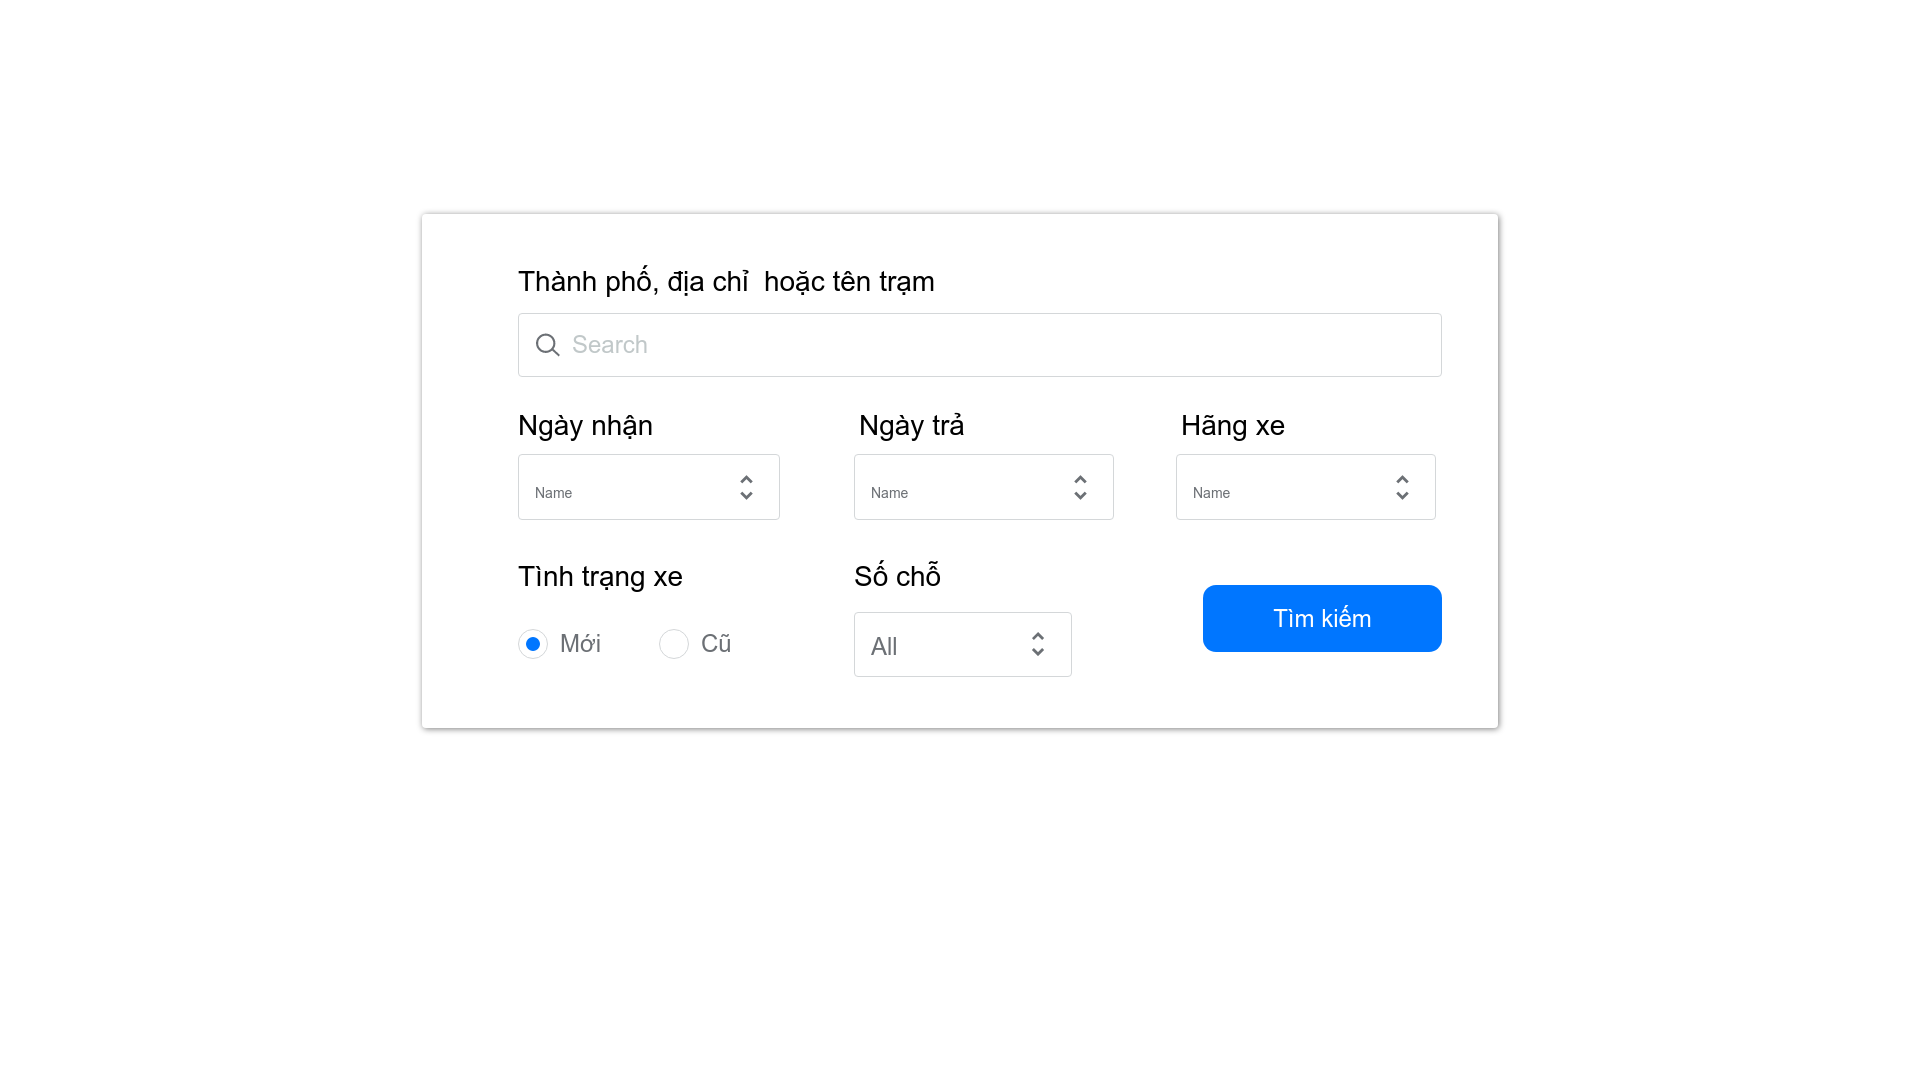 Thành phố, địa chỉ  hoặc tên trạm
Search
Ngày nhận
Ngày trả
Hãng xe
Name
Name
Name
Tình trạng xe
Số chỗ
Mới
Cũ
All
Tìm kiếm